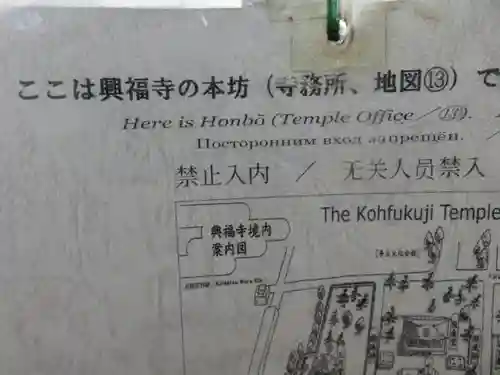 ここは興福寺の本坊（寺務所、地図⑬）で
Here is Honbō (Temple Office／⑬).
Посторонним вход запрещён.
禁止入内　／　无关人员禁入
The Kohfukuji Temple
興福寺境内
案内図